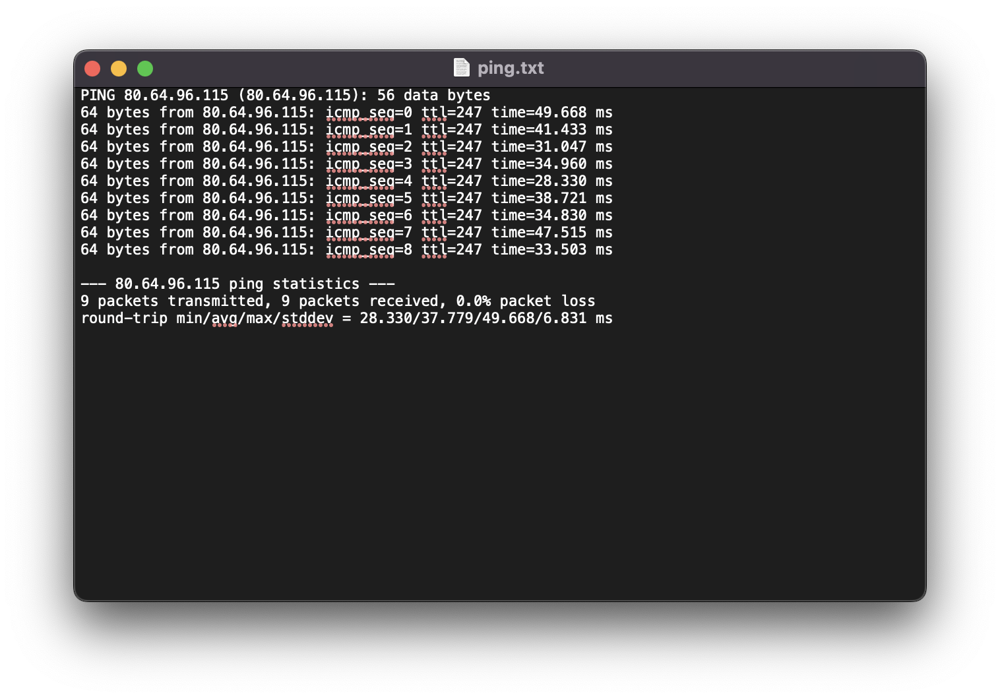 ping.txt
PING 80.64.96.115 (80.64.96.115): 56 data bytes
64 bytes from 80.64.96.115: icmp_seq=0 ttl=247 time=49.668 ms
64 bytes from 80.64.96.115: icmp_seq=1 ttl=247 time=41.433 ms
64 bytes from 80.64.96.115: icmp_seq=2 ttl=247 time=31.047 ms
64 bytes from 80.64.96.115: icmp_seq=3 ttl=247 time=34.960 ms
64 bytes from 80.64.96.115: icmp_seq=4 ttl=247 time=28.330 ms
64 bytes from 80.64.96.115: icmp_seq=5 ttl=247 time=38.721 ms
64 bytes from 80.64.96.115: icmp_seq=6 ttl=247 time=34.830 ms
64 bytes from 80.64.96.115: icmp_seq=7 ttl=247 time=47.515 ms
64 bytes from 80.64.96.115: icmp_seq=8 ttl=247 time=33.503 ms

--- 80.64.96.115 ping statistics ---
9 packets transmitted, 9 packets received, 0.0% packet loss
round-trip min/avg/max/stddev = 28.330/37.779/49.668/6.831 ms